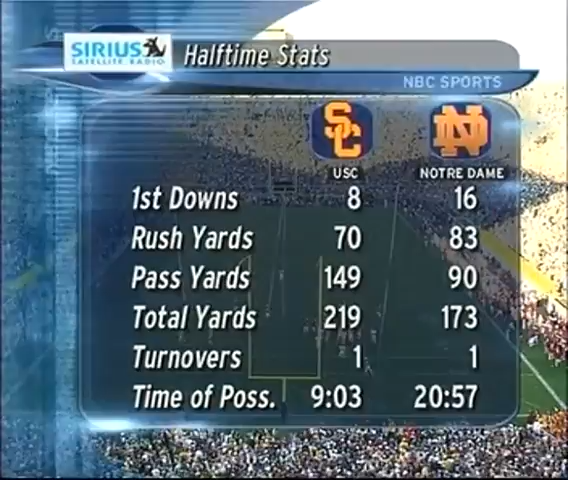 SIRIUS
SATELLITE RADIO
Halftime Stats
NBC SPORTS
SC ND
USC NOTRE DAME
1st Downs 8 16
Rush Yards 70 83
Pass Yards 149 90
Total Yards 219 173
Turnovers 1 1
Time of Poss. 9:03 20:57